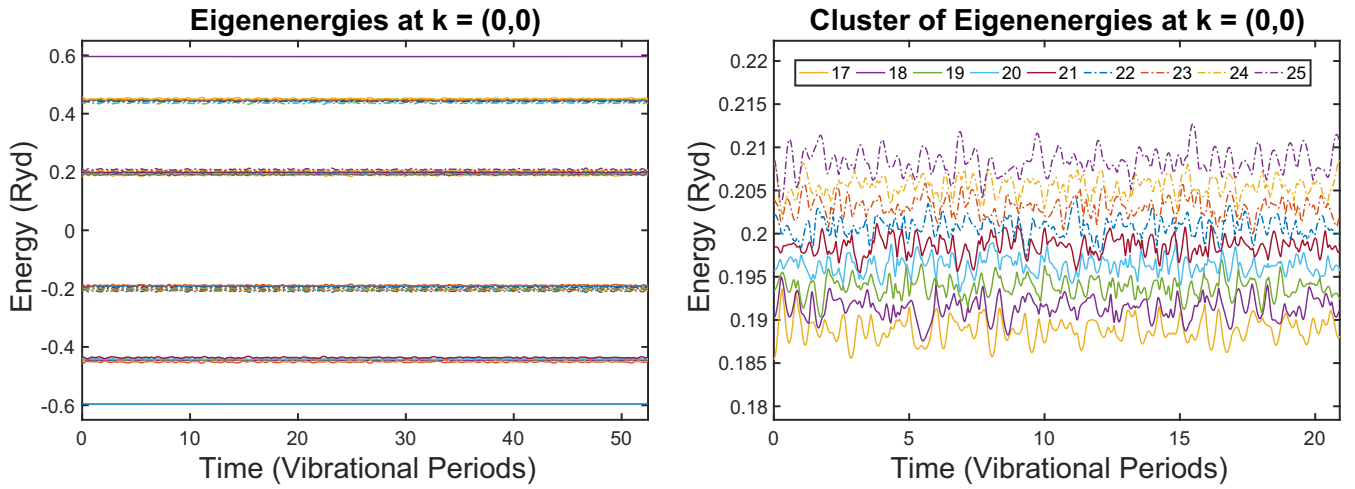 Eigenenergies at k = (0,0)
Energy (Ryd)
0.6
0.4
0.2
0
-0.2
-0.4
-0.6
0 10 20 30 40 50
Time (Vibrational Periods)
Cluster of Eigenenergies at k = (0,0)
17 18 19 20 21 22 23 24 25
Energy (Ryd)
0.22
0.215
0.21
0.205
0.2
0.195
0.19
0.185
0.18
0 5 10 15 20
Time (Vibrational Periods)